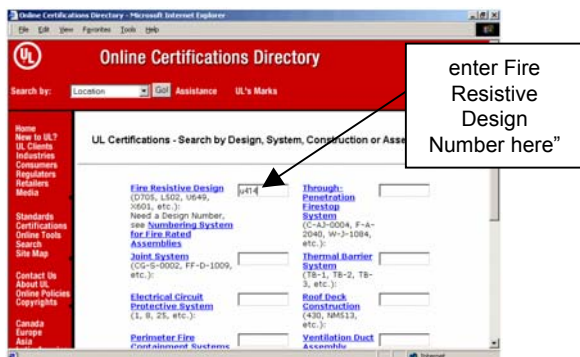 Online Certifications Directory - Microsoft Internet Explorer
File Edit View Favorites Tools Help
UL
Online Certifications Directory
Search by: Location Go! Assistance UL's Marks
enter Fire
Resistive
Design
Number here”
Home
New to UL?
UL Clients
Industries
Consumers
Regulators
Retailers
Media
Standards
Certifications
Online Tools
Search
Site Map
Contact Us
About UL
Online Policies
Copyrights
Canada
Europe
Asia
UL Certifications - Search by Design, System, Construction or Asse
Fire Resistive Design
(D705, L502, U649,
X601, etc.):
Need a Design Number,
see Numbering System
for Fire Rated
Assemblies
u414
Through-
Penetration
Firestop
System
(C-AJ-0004, F-A-
2040, W-J-1084,
etc.):
Joint System
(CG-S-0002, FF-D-1009,
etc.):
Thermal Barrier
System
(TB-1, TB-2, TB-
3, etc.):
Electrical Circuit
Protective System
(1, 8, 25, etc.):
Roof Deck
Construction
(430, NM513,
etc.):
Perimeter Fire
Containment Systems
Ventilation Duct
Assembly
Internet